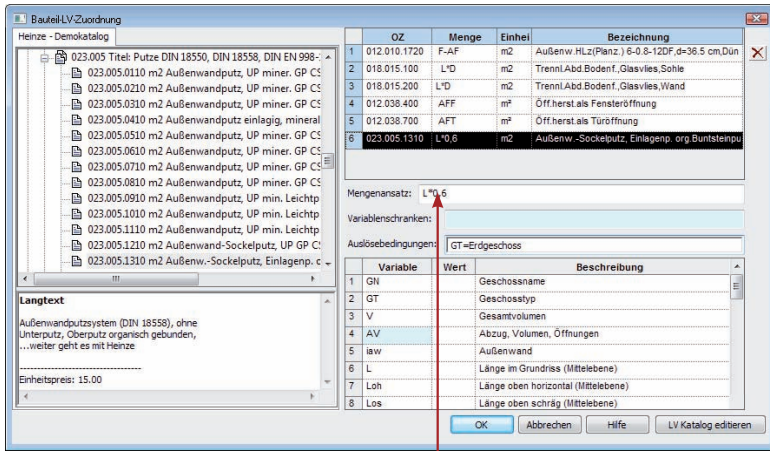 Bauteil-LV-Zuordnung
Heinze - Demokatalog
023.005 Titel: Putze DIN 18550, DIN 18558, DIN EN 998-
023.005.0110 m2 Außenwandputz, UP miner. GP CS
023.005.0210 m2 Außenwandputz, UP miner. GP CS
023.005.0310 m2 Außenwandputz, UP miner. GP CS
023.005.0410 m2 Außenwandputz einlagig, mineral
023.005.0510 m2 Außenwandputz, UP miner. GP CS
023.005.0610 m2 Außenwandputz, UP miner. GP CS
023.005.0710 m2 Außenwandputz, UP miner. GP CS
023.005.0810 m2 Außenwandputz, UP miner. GP CS
023.005.0910 m2 Außenwandputz, UP min. Leichtp
023.005.1010 m2 Außenwandputz, UP min. Leichtp
023.005.1110 m2 Außenwandputz, UP min. Leichtp
023.005.1210 m2 Außenwand-Sockelputz, UP GP C
023.005.1310 m2 Außenw.-Sockelputz, Einlagenp. c
Langtext
Außenwandputzsystem (DIN 18558), ohne
Unterputz, Oberputz organisch gebunden,
...weiter geht es mit Heinze
-----------------------------------
Einheitspreis: 15.00
OZ Menge Einhei Bezeichnung
1 012.010.1720 F-AF m2 Außenw.HLz(Planz.) 6-0.8-12DF,d=36.5 cm,Dün
2 018.015.100 L*D m2 Trennl.Abd.Bodenf.,Glasvlies,Sohle
3 018.015.200 L*D m2 Trennl.Abd.Bodenf.,Glasvlies,Wand
4 012.038.400 AFF m² Öff.herst.als Fensteröffnung
5 012.038.700 AFT m² Öff.herst.als Türöffnung
6 023.005.1310 L*0,6 m2 Außenw.-Sockelputz, Einlagenp. org.Buntsteinpu
Mengenansatz: L*0,6
Variablenschranken:
Auslösebedingungen: GT=Erdgeschoss
Variable Wert Beschreibung
1 GN Geschossname
2 GT Geschosstyp
3 V Gesamtvolumen
4 AV Abzug, Volumen, Öffnungen
5 iaw Außenwand
6 L Länge im Grundriss (Mittelebene)
7 Loh Länge oben horizontal (Mittelebene)
8 Los Länge oben schräg (Mittelebene)
OK Abbrechen Hilfe LV Katalog editieren